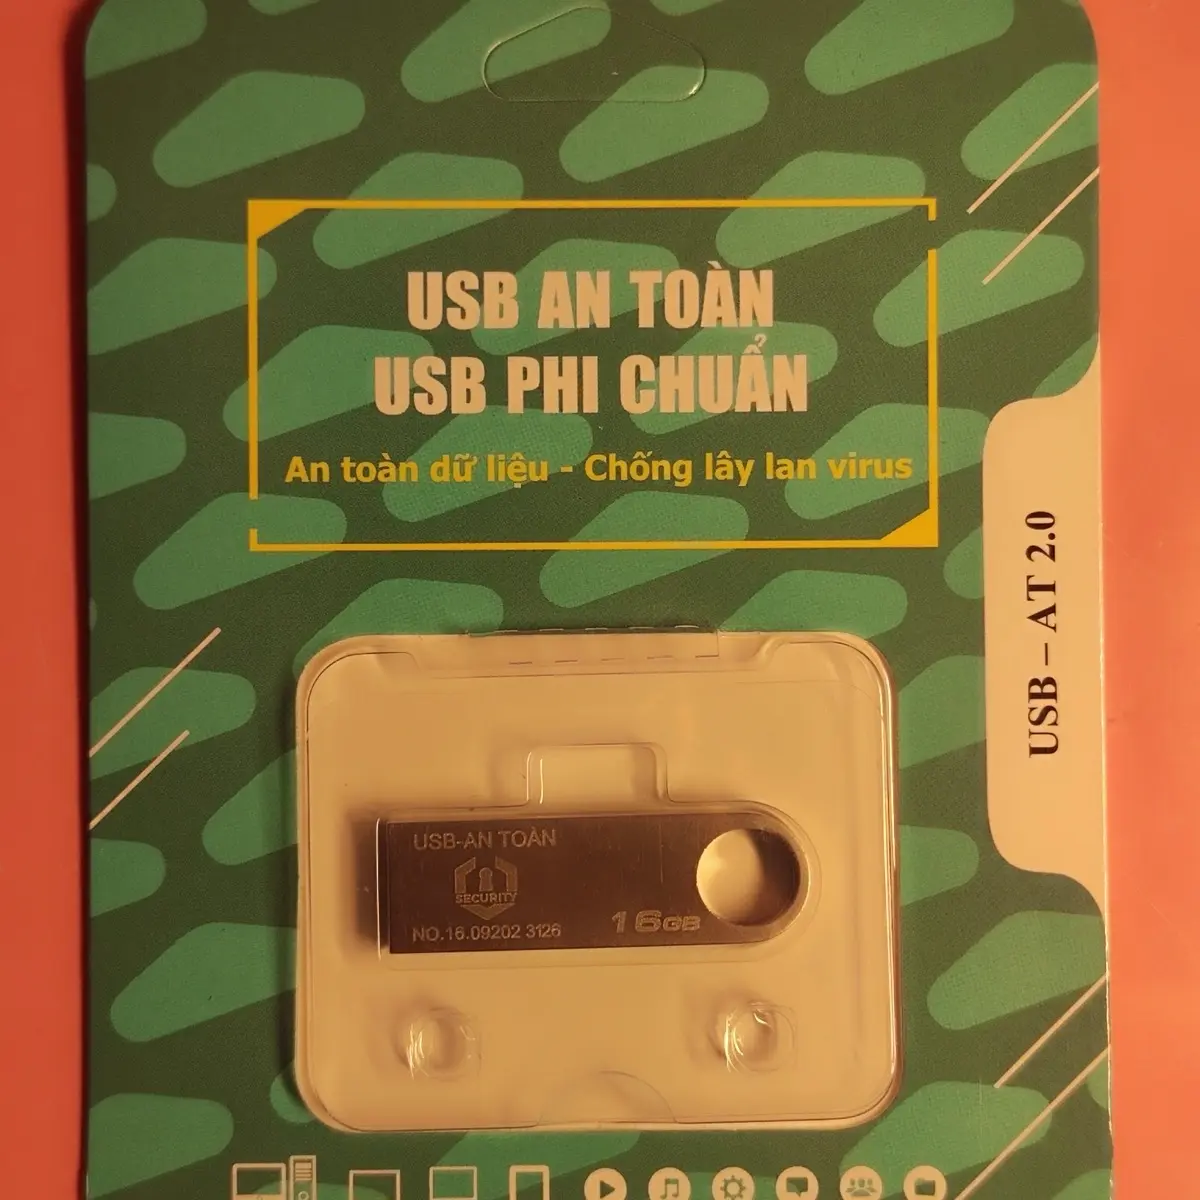 USB AN TOÀN
USB PHI CHUẨN
An toàn dữ liệu - Chống lây lan virus
USB – AT 2.0
USB-AN TOÀN
SECURITY
NO.16.09202 3126
16GB